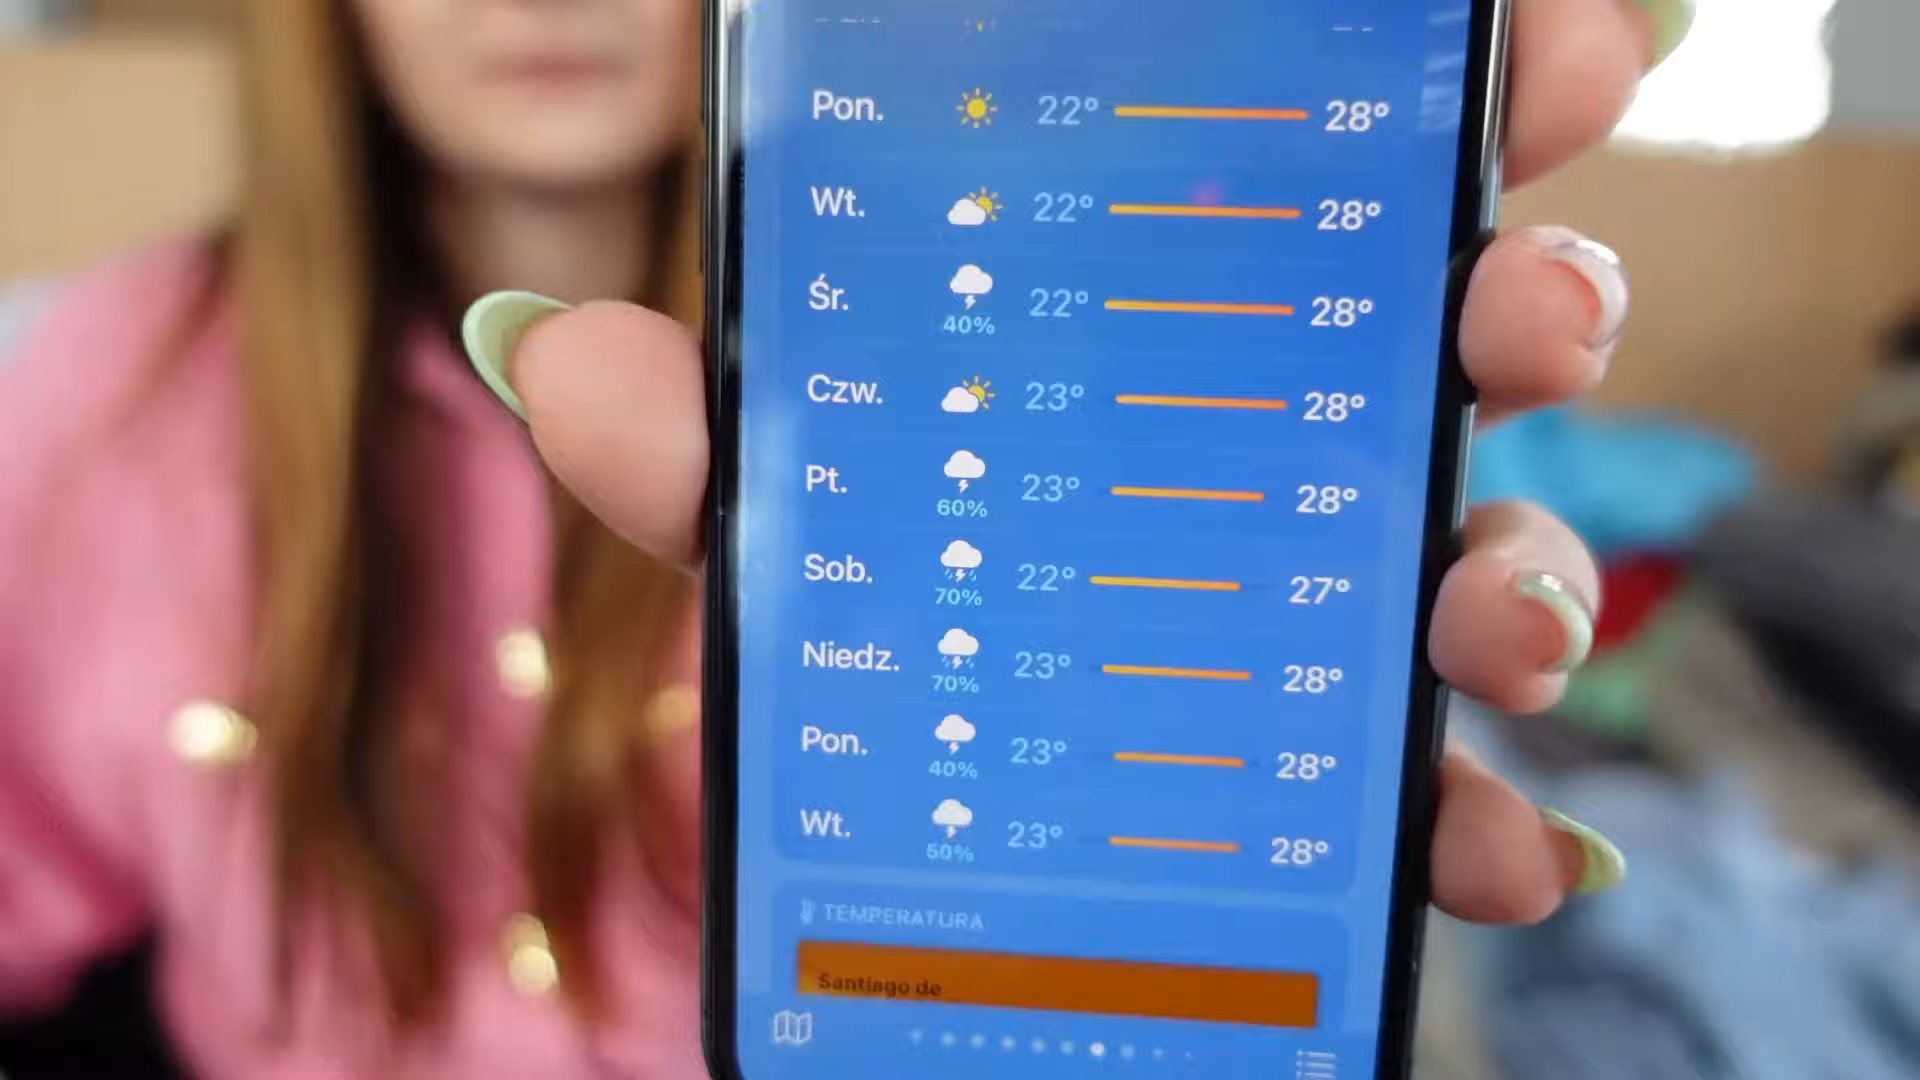 Pon. 22° 28°
Wt. 22° 28°
Śr. 40% 22° 28°
Czw. 23° 28°
Pt. 60% 23° 28°
Sob. 70% 22° 27°
Niedz. 70% 23° 28°
Pon. 40% 23° 28°
Wt. 50% 23° 28°
TEMPERATURA
Santiago de